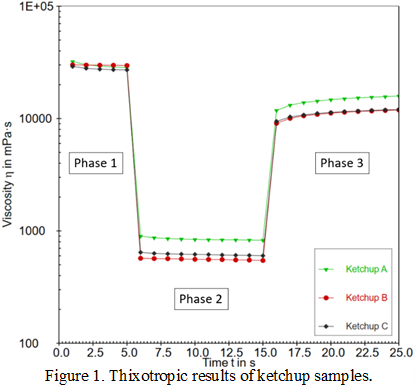 1E+05
10000
1000
100
Viscosity η in mPa·s
Phase 1
Phase 2
Phase 3
Ketchup A
Ketchup B
Ketchup C
0.0 2.5 5.0 7.5 10.0 12.5 15.0 17.5 20.0 22.5 25.0
Time t in s
Figure 1. Thixotropic results of ketchup samples.